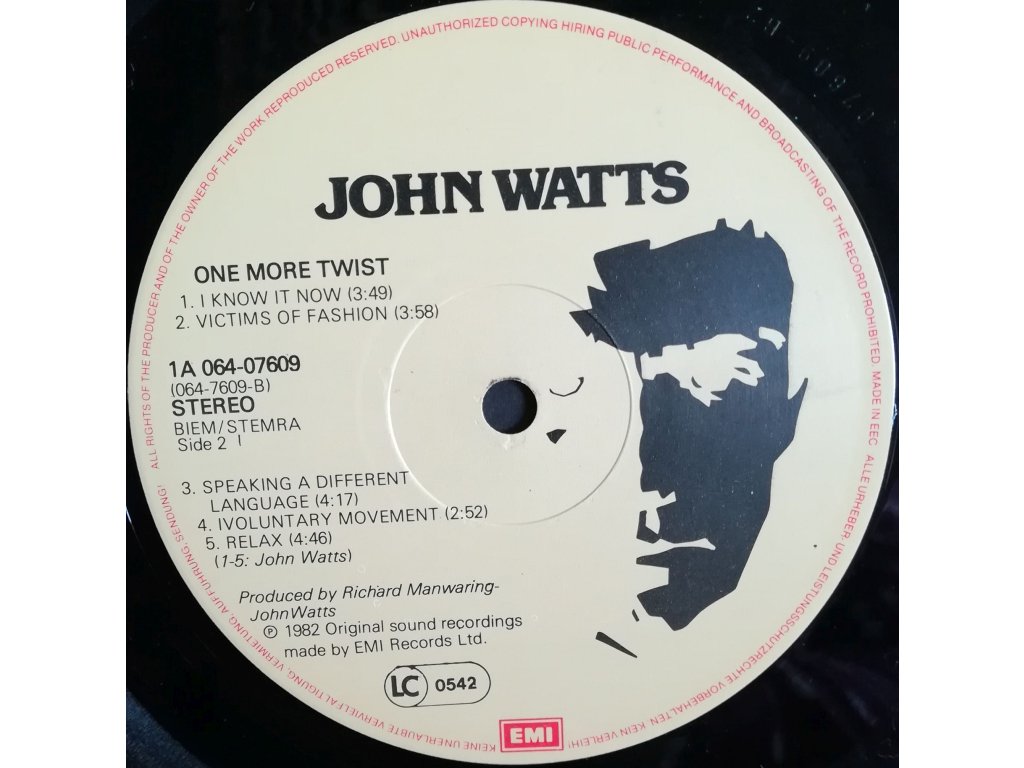 JOHN WATTS
ONE MORE TWIST
1. I KNOW IT NOW (3:49)
2. VICTIMS OF FASHION (3:58)
1A 064-07609
(064-7609-B)
STEREO
BIEM/STEMRA
Side 2
3. SPEAKING A DIFFERENT
LANGUAGE (4:17)
4. IVOLUNTARY MOVEMENT (2:52)
5. RELAX (4:46)
(1-5: John Watts)
Produced by Richard Manwaring-
John Watts
℗ 1982 Original sound recordings
made by EMI Records Ltd.
LC 0542
EMI
ALL RIGHTS OF THE PRODUCER AND OF THE OWNER OF THE WORK REPRODUCED RESERVED. UNAUTHORIZED COPYING HIRING PUBLIC PERFORMANCE AND BROADCASTING OF THE RECORD PROHIBITED. MADE IN EEC
ALLE URHEBER- UND LEISTUNGSSCHUTZRECHTE VORBEHALTEN. KEIN VERLEIH! KEINE UNERLAUBTE VERVIELFÄLTIGUNG, VERMIETUNG, AUFFÜHRUNG, SENDUNG!